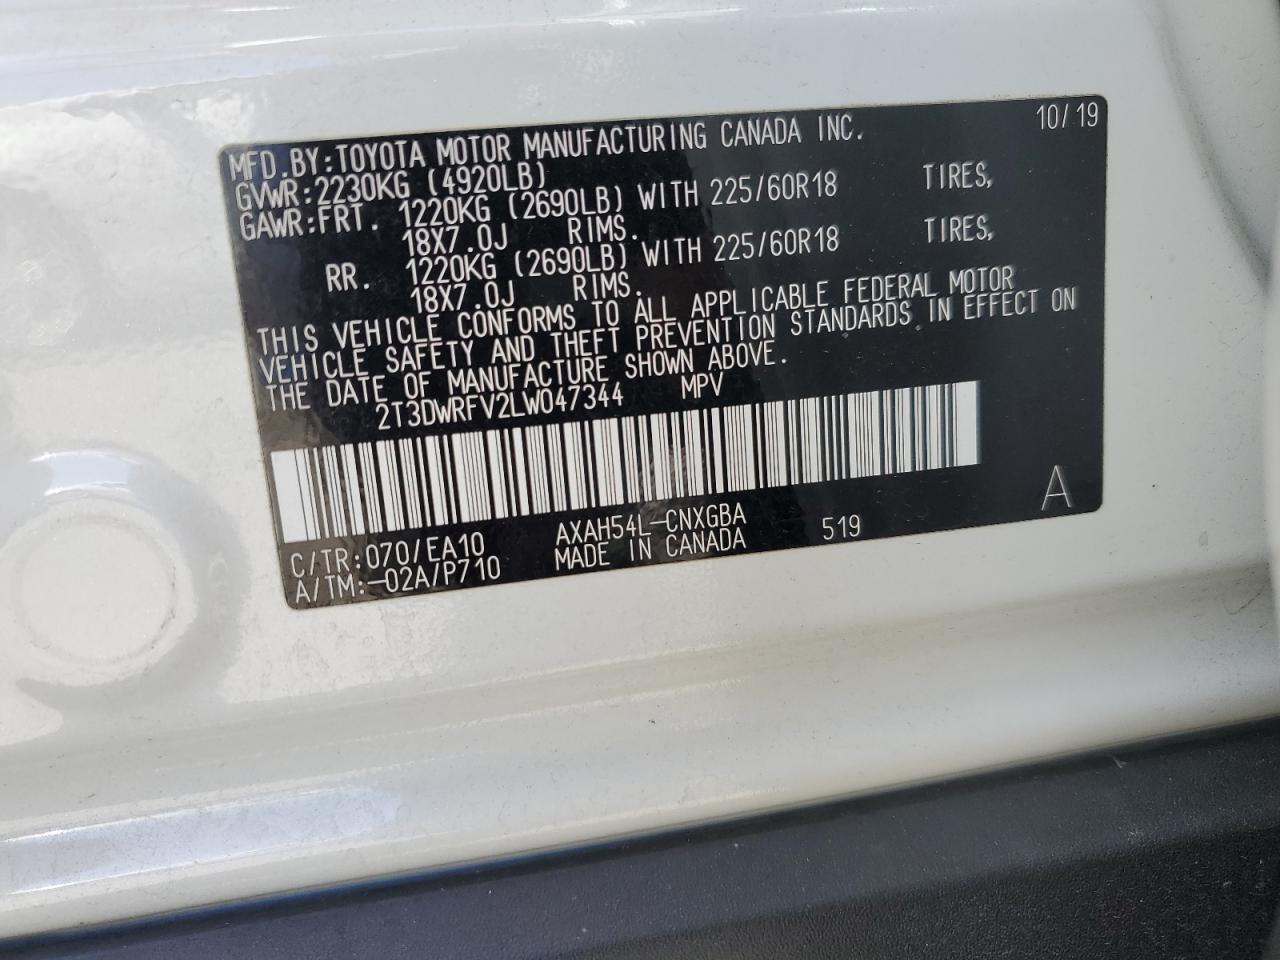 MFD.BY:TOYOTA MOTOR MANUFACTURING CANADA INC. 10/19
GVWR:2230KG (4920LB)
GAWR:FRT. 1220KG (2690LB) WITH 225/60R18 TIRES,
18X7.0J RIMS.
RR. 1220KG (2690LB) WITH 225/60R18 TIRES,
18X7.0J RIMS.
THIS VEHICLE CONFORMS TO ALL APPLICABLE FEDERAL MOTOR
VEHICLE SAFETY AND THEFT PREVENTION STANDARDS IN EFFECT ON
THE DATE OF MANUFACTURE SHOWN ABOVE.
2T3DWRFV2LW047344 MPV
C/TR:070/EA10 AXAH54L-CNXGBA 519 A
A/TM:-02A/P710 MADE IN CANADA